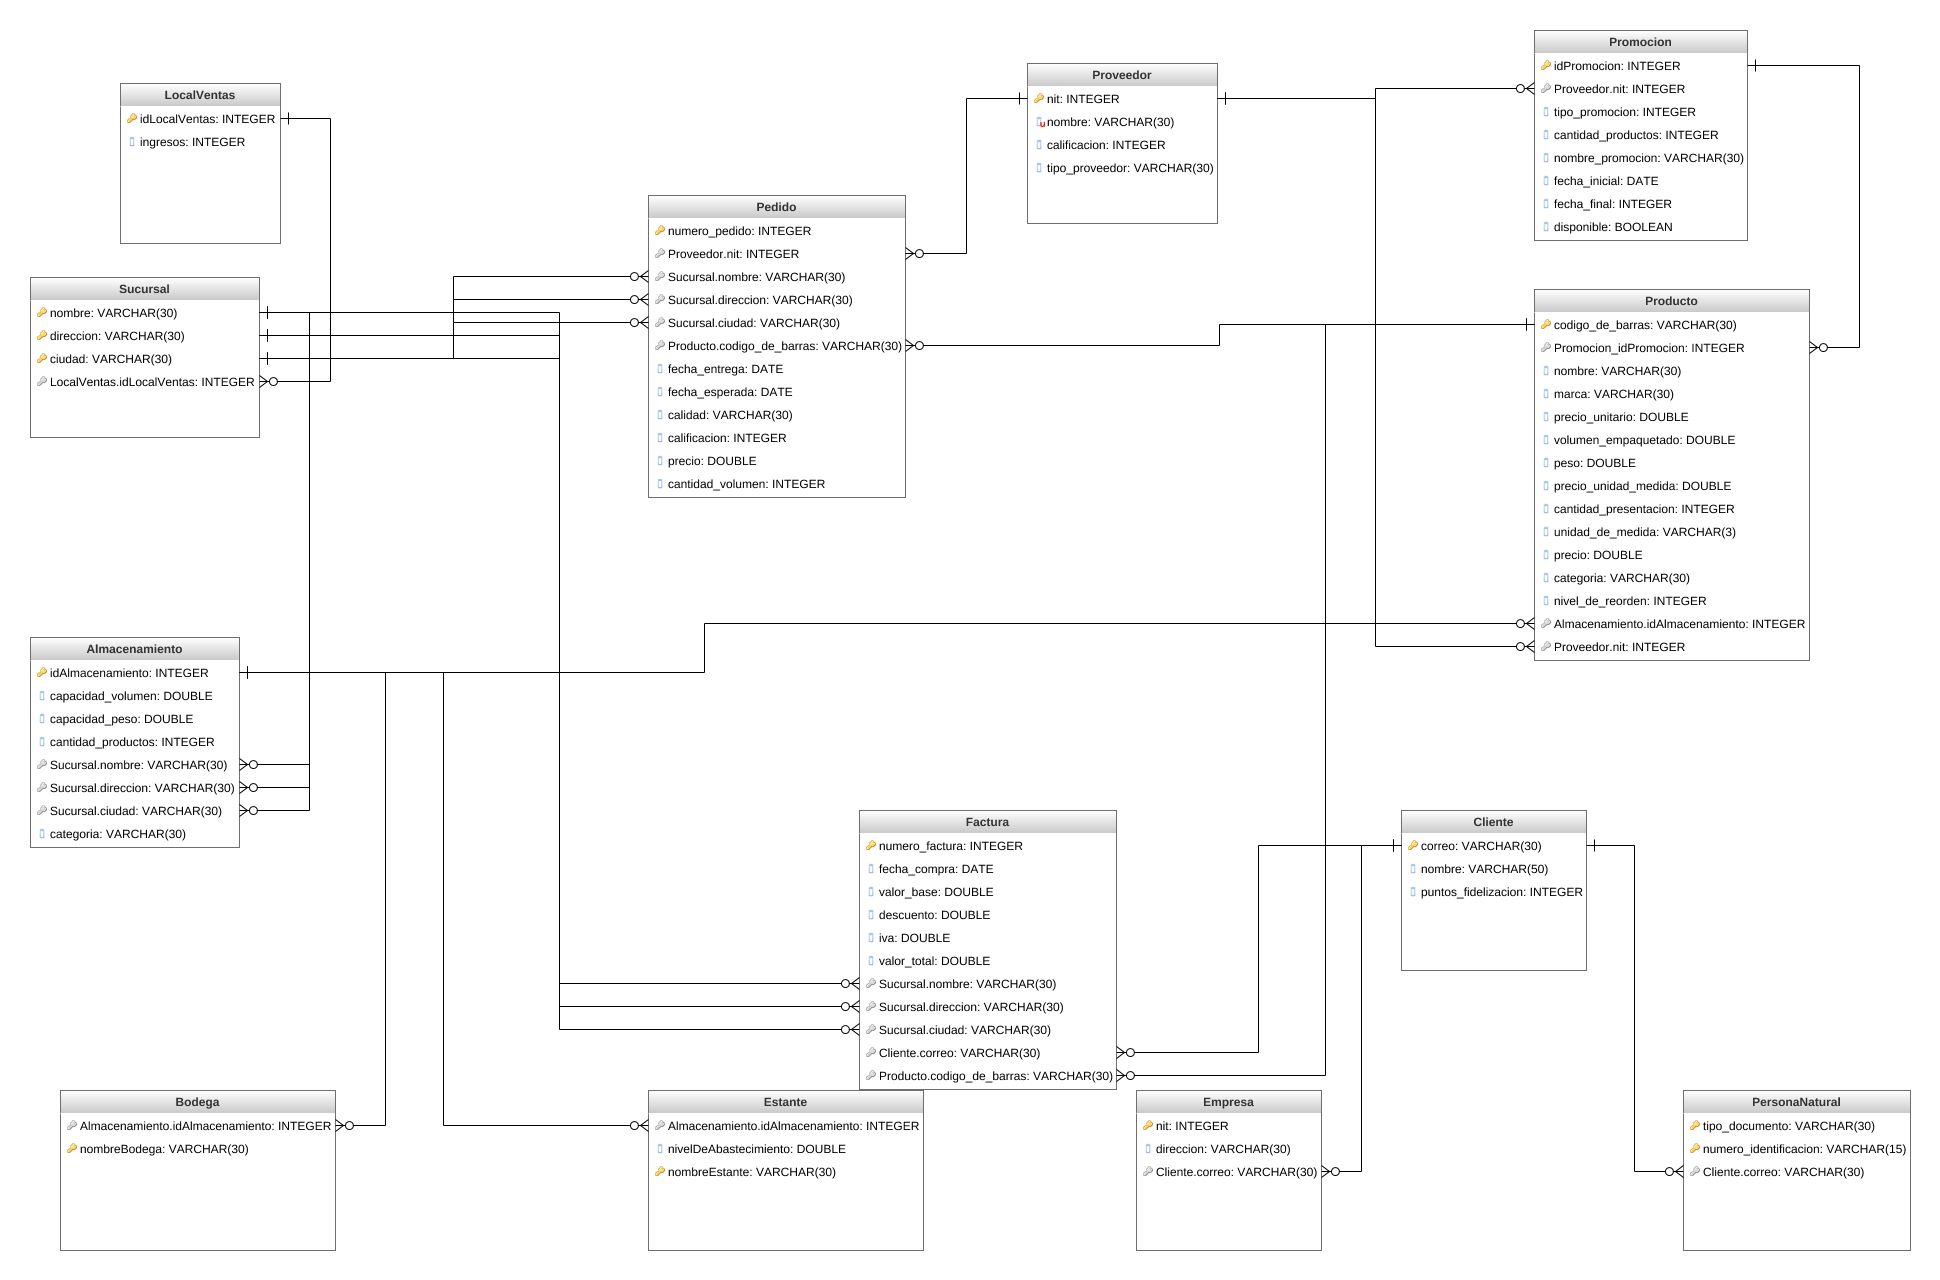 LocalVentas
idLocalVentas: INTEGER
ingresos: INTEGER
Sucursal
nombre: VARCHAR(30)
direccion: VARCHAR(30)
ciudad: VARCHAR(30)
LocalVentas.idLocalVentas: INTEGER
Pedido
numero_pedido: INTEGER
Proveedor.nit: INTEGER
Sucursal.nombre: VARCHAR(30)
Sucursal.direccion: VARCHAR(30)
Sucursal.ciudad: VARCHAR(30)
Producto.codigo_de_barras: VARCHAR(30)
fecha_entrega: DATE
fecha_esperada: DATE
calidad: VARCHAR(30)
calificacion: INTEGER
precio: DOUBLE
cantidad_volumen: INTEGER
Proveedor
nit: INTEGER
nombre: VARCHAR(30)
calificacion: INTEGER
tipo_proveedor: VARCHAR(30)
Promocion
idPromocion: INTEGER
Proveedor.nit: INTEGER
tipo_promocion: INTEGER
cantidad_productos: INTEGER
nombre_promocion: VARCHAR(30)
fecha_inicial: DATE
fecha_final: INTEGER
disponible: BOOLEAN
Producto
codigo_de_barras: VARCHAR(30)
Promocion_idPromocion: INTEGER
nombre: VARCHAR(30)
marca: VARCHAR(30)
precio_unitario: DOUBLE
volumen_empaquetado: DOUBLE
peso: DOUBLE
precio_unidad_medida: DOUBLE
cantidad_presentacion: INTEGER
unidad_de_medida: VARCHAR(3)
precio: DOUBLE
categoria: VARCHAR(30)
nivel_de_reorden: INTEGER
Almacenamiento.idAlmacenamiento: INTEGER
Proveedor.nit: INTEGER
Almacenamiento
idAlmacenamiento: INTEGER
capacidad_volumen: DOUBLE
capacidad_peso: DOUBLE
cantidad_productos: INTEGER
Sucursal.nombre: VARCHAR(30)
Sucursal.direccion: VARCHAR(30)
Sucursal.ciudad: VARCHAR(30)
categoria: VARCHAR(30)
Factura
numero_factura: INTEGER
fecha_compra: DATE
valor_base: DOUBLE
descuento: DOUBLE
iva: DOUBLE
valor_total: DOUBLE
Sucursal.nombre: VARCHAR(30)
Sucursal.direccion: VARCHAR(30)
Sucursal.ciudad: VARCHAR(30)
Cliente.correo: VARCHAR(30)
Producto.codigo_de_barras: VARCHAR(30)
Cliente
correo: VARCHAR(30)
nombre: VARCHAR(50)
puntos_fidelizacion: INTEGER
Bodega
Almacenamiento.idAlmacenamiento: INTEGER
nombreBodega: VARCHAR(30)
Estante
Almacenamiento.idAlmacenamiento: INTEGER
nivelDeAbastecimiento: DOUBLE
nombreEstante: VARCHAR(30)
Empresa
nit: INTEGER
direccion: VARCHAR(30)
Cliente.correo: VARCHAR(30)
PersonaNatural
tipo_documento: VARCHAR(30)
numero_identificacion: VARCHAR(15)
Cliente.correo: VARCHAR(30)